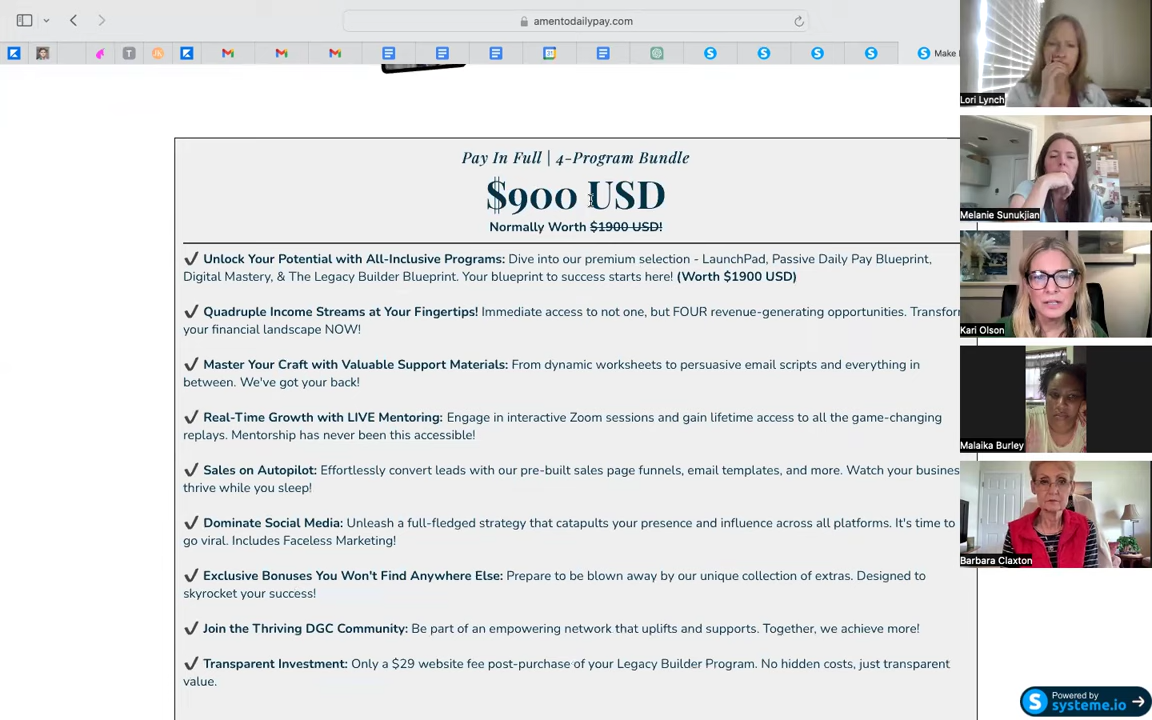 amentodailypay.com
T
JK
31
Make
Lori Lynch
Pay In Full | 4-Program Bundle
$900 USD
Normally Worth $1900 USD!
✔ Unlock Your Potential with All-Inclusive Programs: Dive into our premium selection - LaunchPad, Passive Daily Pay Blueprint,
Digital Mastery, & The Legacy Builder Blueprint. Your blueprint to success starts here! (Worth $1900 USD)
Melanie Sunukjian
✔ Quadruple Income Streams at Your Fingertips! Immediate access to not one, but FOUR revenue-generating opportunities. Transform
your financial landscape NOW!
Kari Olson
✔ Master Your Craft with Valuable Support Materials: From dynamic worksheets to persuasive email scripts and everything in
between. We've got your back!
✔ Real-Time Growth with LIVE Mentoring: Engage in interactive Zoom sessions and gain lifetime access to all the game-changing
replays. Mentorship has never been this accessible!
Malaika Burley
✔ Sales on Autopilot: Effortlessly convert leads with our pre-built sales page funnels, email templates, and more. Watch your busines
thrive while you sleep!
✔ Dominate Social Media: Unleash a full-fledged strategy that catapults your presence and influence across all platforms. It's time to
go viral. Includes Faceless Marketing!
Barbara Claxton
✔ Exclusive Bonuses You Won't Find Anywhere Else: Prepare to be blown away by our unique collection of extras. Designed to
skyrocket your success!
✔ Join the Thriving DGC Community: Be part of an empowering network that uplifts and supports. Together, we achieve more!
✔ Transparent Investment: Only a $29 website fee post-purchase of your Legacy Builder Program. No hidden costs, just transparent
value.
Powered by
systeme.io